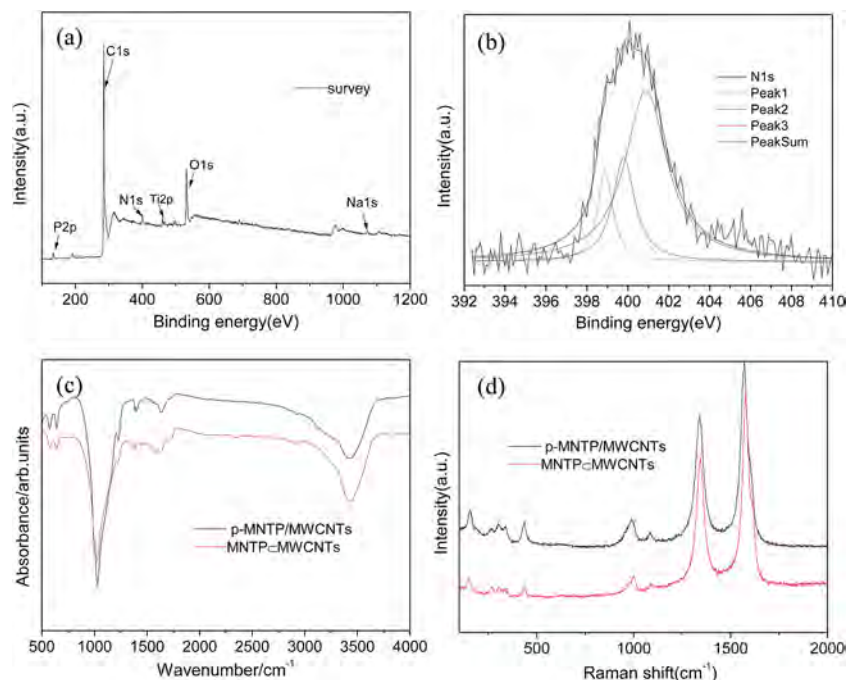 (a)
C1s
survey
O1s
N1s
Ti2p
Na1s
P2p
Intensity(a.u.)
200 400 600 800 1000 1200
Binding energy(eV)
(b)
N1s
Peak1
Peak2
Peak3
PeakSum
Intensity(a.u.)
392 394 396 398 400 402 404 406 408 410
Binding energy(eV)
(c)
p-MNTP/MWCNTs
MNTP⊂MWCNTs
Absorbance/arb.units
500 1000 1500 2000 2500 3000 3500 4000
Wavenumber/cm⁻¹
(d)
p-MNTP/MWCNTs
MNTP⊂MWCNTs
Intensity(a.u.)
500 1000 1500 2000
Raman shift(cm⁻¹)